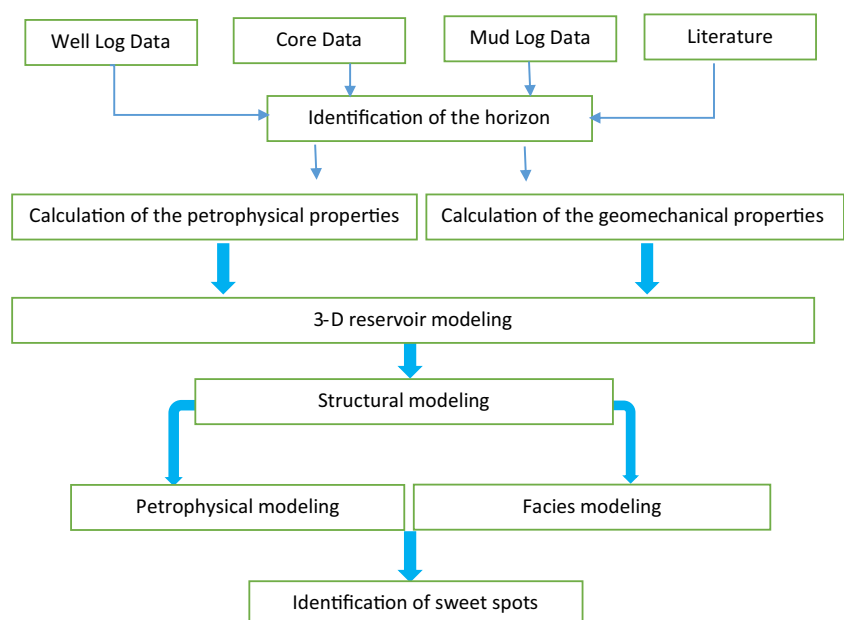 Well Log Data
Core Data
Mud Log Data
Literature
Identification of the horizon
Calculation of the petrophysical properties
Calculation of the geomechanical properties
3-D reservoir modeling
Structural modeling
Petrophysical modeling
Facies modeling
Identification of sweet spots